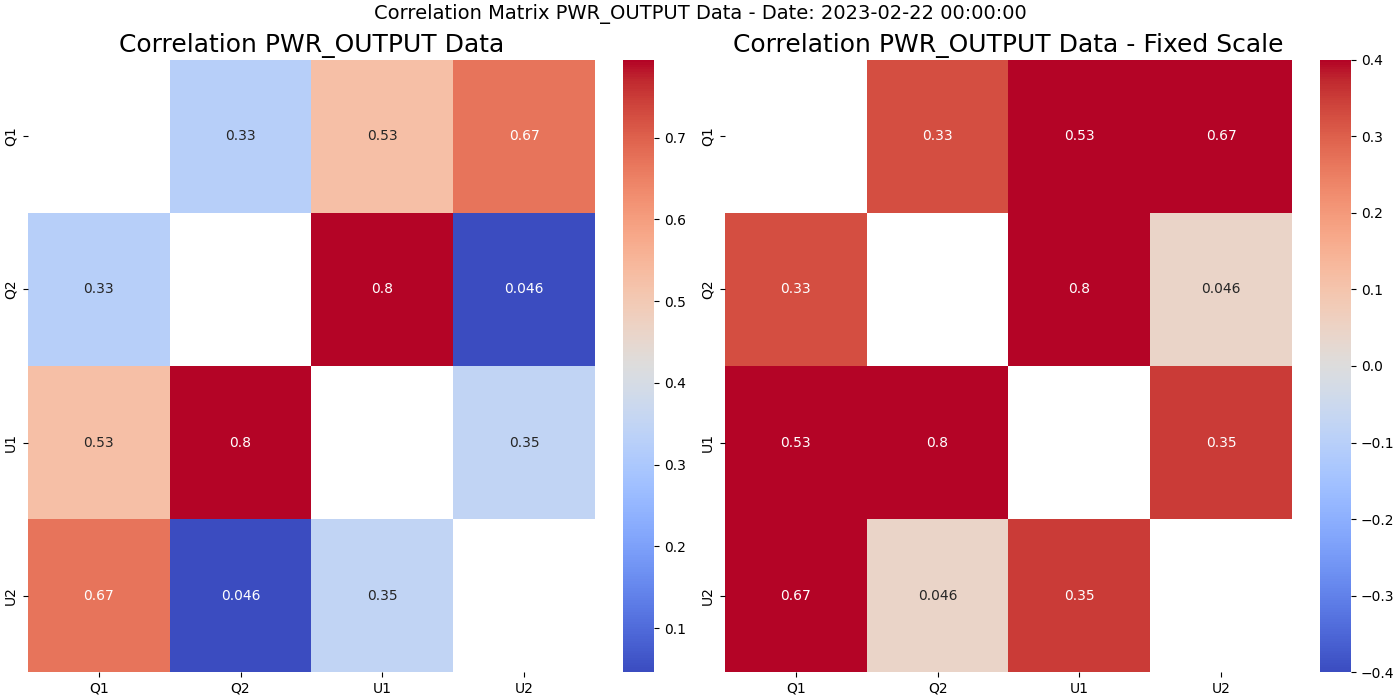 Correlation Matrix PWR_OUTPUT Data - Date: 2023-02-22 00:00:00
Correlation PWR_OUTPUT Data
Q1
0.33
0.53
0.67
Q2
0.33
0.8
0.046
U1
0.53
0.8
0.35
U2
0.67
0.046
0.35
Q1
Q2
U1
U2
0.7
0.6
0.5
0.4
0.3
0.2
0.1
Correlation PWR_OUTPUT Data - Fixed Scale
Q1
0.33
0.53
0.67
Q2
0.33
0.8
0.046
U1
0.53
0.8
0.35
U2
0.67
0.046
0.35
Q1
Q2
U1
U2
0.4
0.3
0.2
0.1
0.0
−0.1
−0.2
−0.3
−0.4